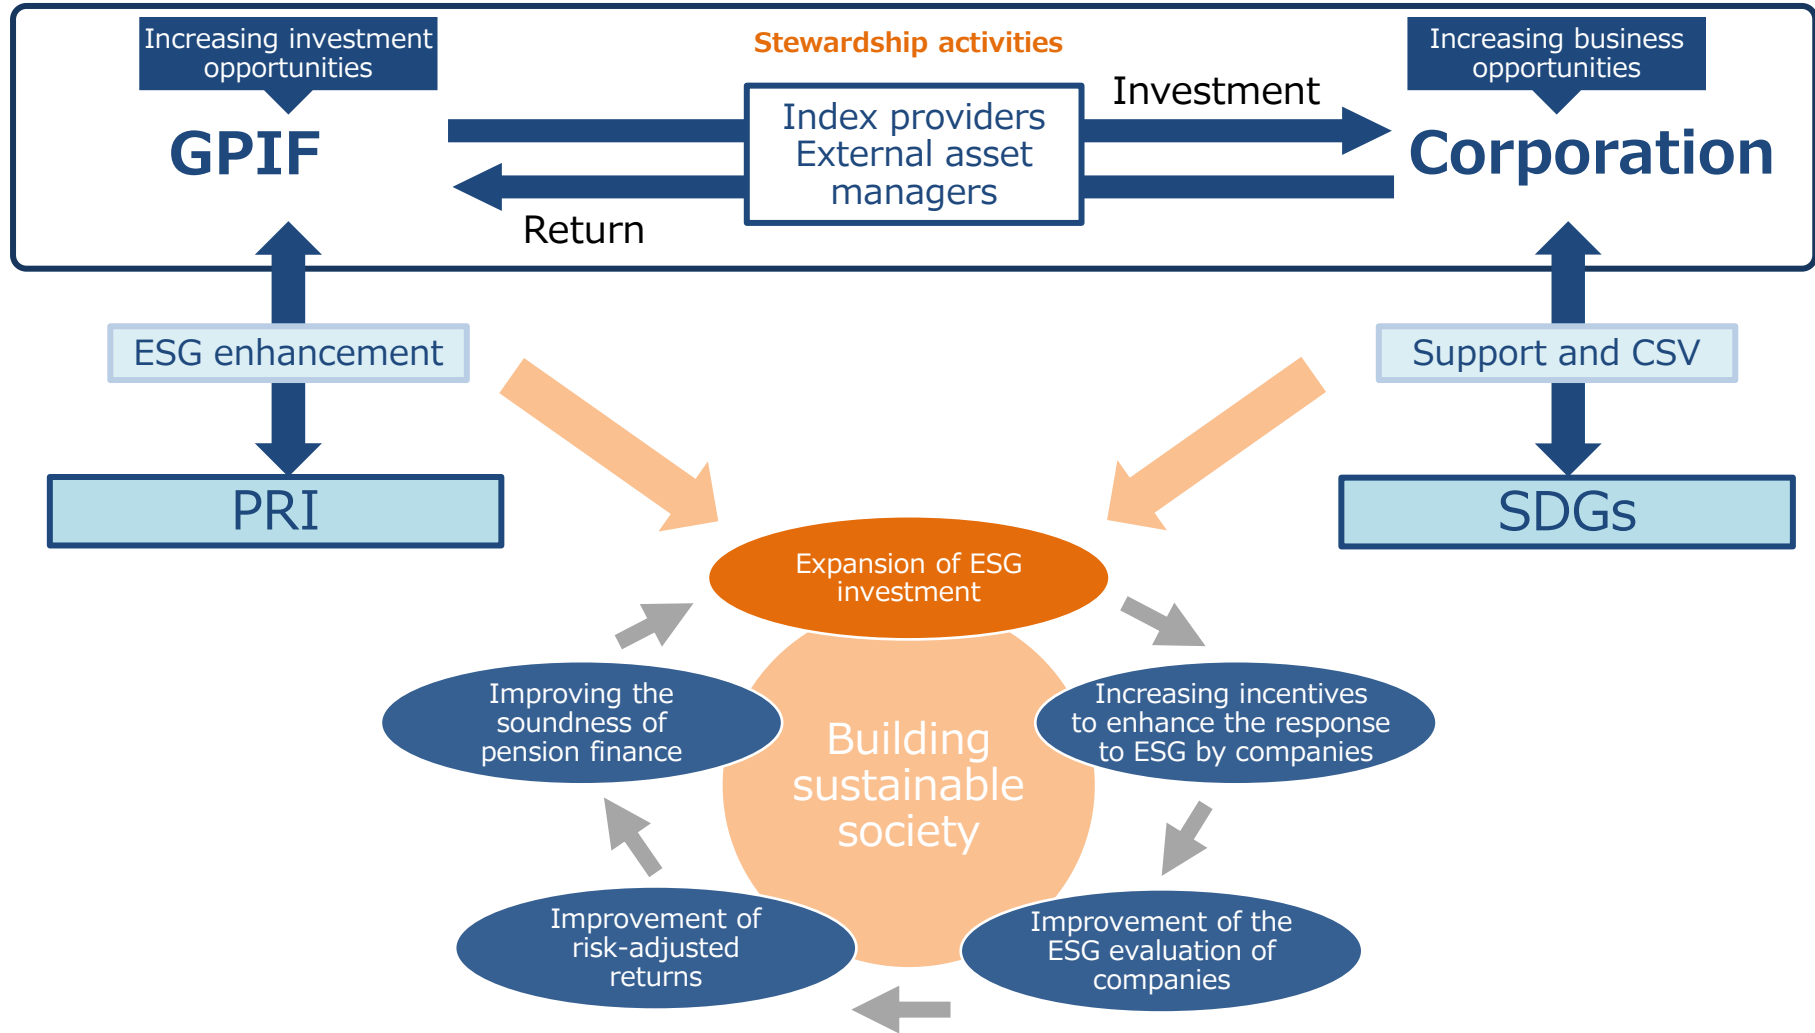 Increasing investment
opportunities
Stewardship activities
Increasing business
opportunities
GPIF
Index providers
External asset
managers
Investment
Return
Corporation
ESG enhancement
Support and CSV
PRI
SDGs
Expansion of ESG
investment
Increasing incentives
to enhance the response
to ESG by companies
Improvement of the
ESG evaluation of
companies
Improvement of
risk-adjusted
returns
Improving the
soundness of
pension finance
Building
sustainable
society